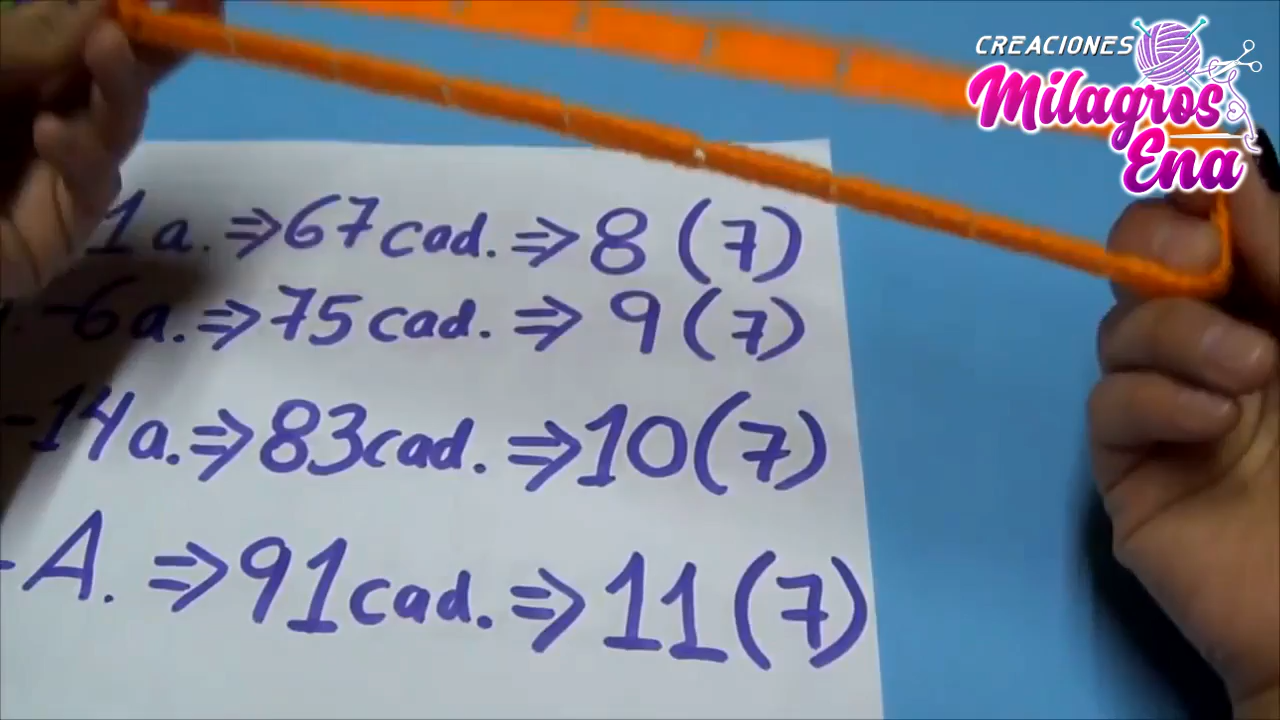 CREACIONES
Milagros
Ena
1a. ⇒ 67 cad. ⇒ 8 (7)
-6a. ⇒ 75 cad. ⇒ 9 (7)
-14a. ⇒ 83 cad. ⇒ 10 (7)
-A. ⇒ 91 cad. ⇒ 11 (7)